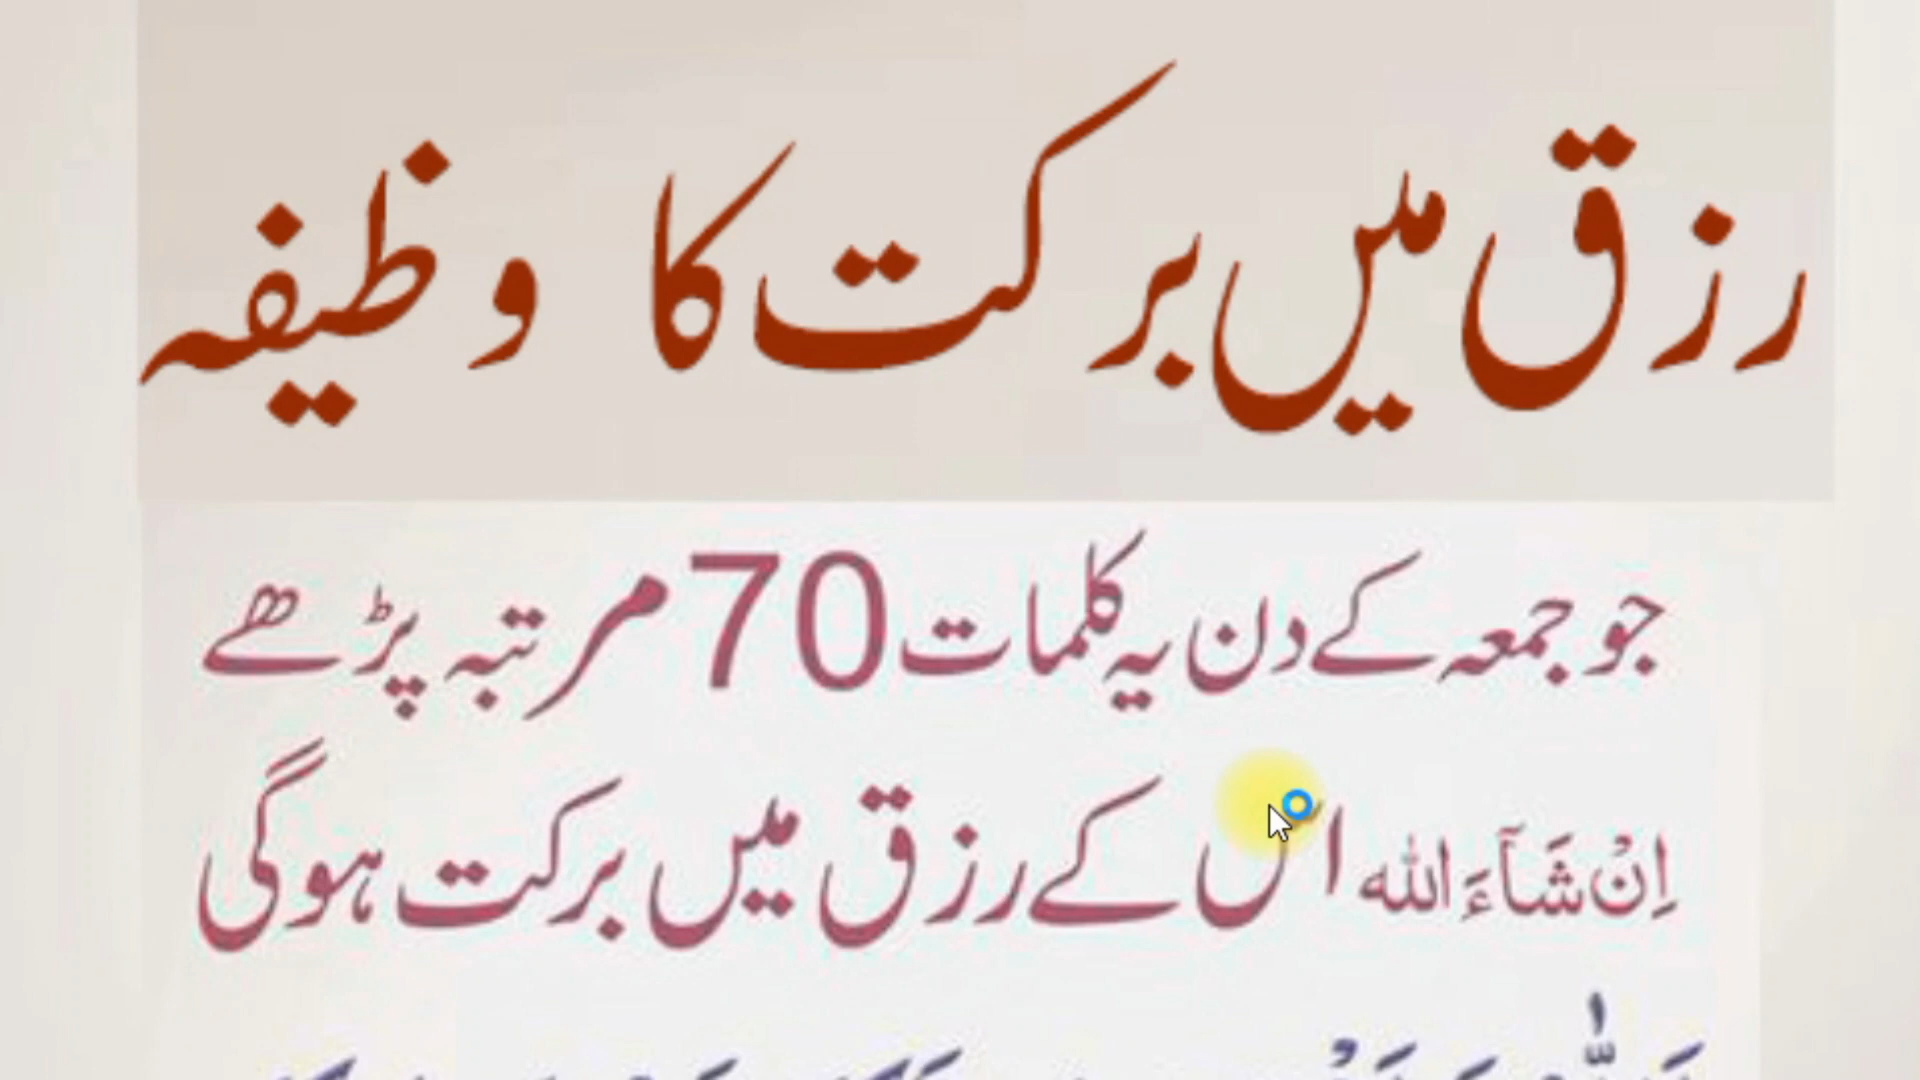 رزق میں برکت کا وظیفہ
جو جمعہ کے دن یہ کلمات 70 مرتبہ پڑھے
اِنْ شَآءَ اللہ اس کے رزق میں برکت ہوگی